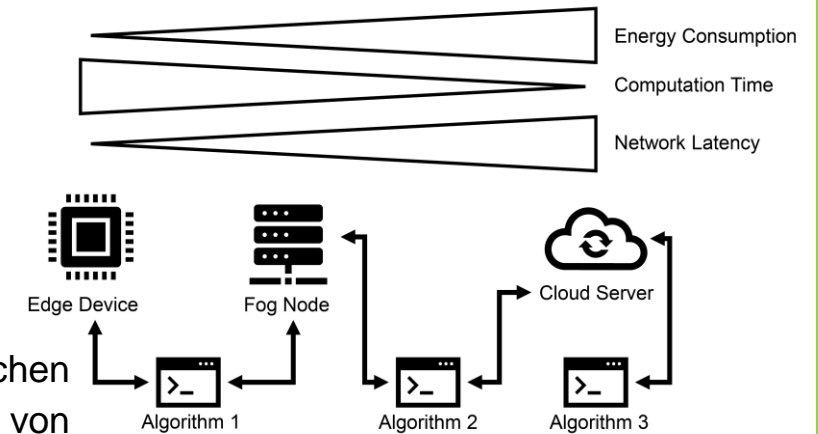 Energy Consumption
Computation Time
Network Latency
Edge Device
Fog Node
Cloud Server
chen
von
>_
>_
>_
Algorithm 1
Algorithm 2
Algorithm 3